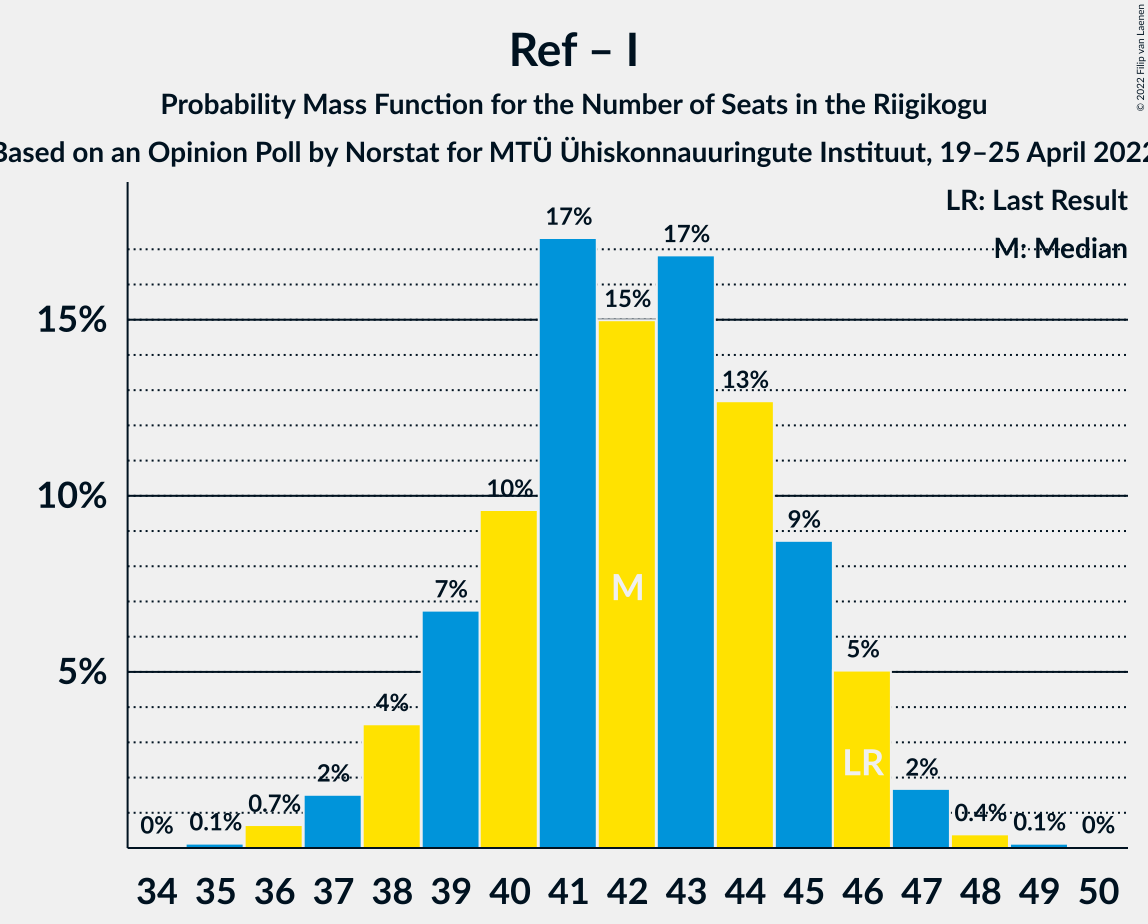 Ref – I
Probability Mass Function for the Number of Seats in the Riigikogu
Based on an Opinion Poll by Norstat for MTÜ Ühiskonnauuringute Instituut, 19–25 April 2022
© 2022 Filip van Laenen
LR: Last Result
M: Median
17%
17%
15%
15%
13%
10%
10%
9%
7%
M
5%
5%
4%
LR
2%
2%
0.7%
0.4%
0%
0.1%
0.1%
0%
34 35 36 37 38 39 40 41 42 43 44 45 46 47 48 49 50